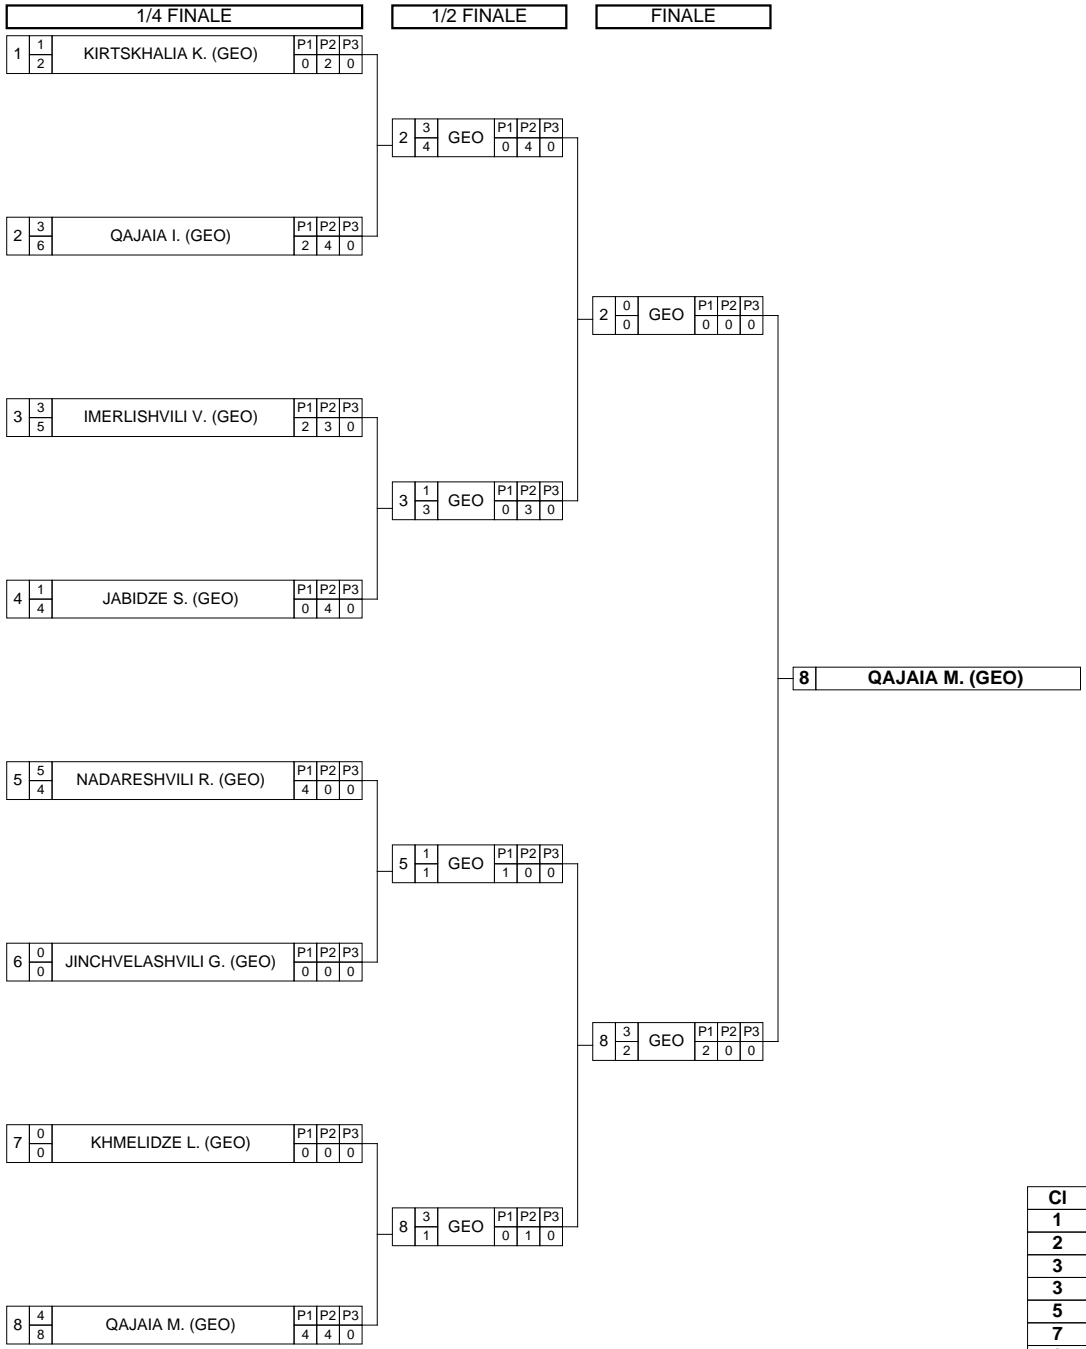 1/4 FINALE 1/2 FINALE FINALE
1 1 2 KIRTSKHALIA K. (GEO) P1 P2 P3 0 2 0
2 3 4 GEO P1 P2 P3 0 4 0
2 3 6 QAJAIA I. (GEO) P1 P2 P3 2 4 0
2 0 0 GEO P1 P2 P3 0 0 0
3 3 5 IMERLISHVILI V. (GEO) P1 P2 P3 2 3 0
3 1 3 GEO P1 P2 P3 0 3 0
4 1 4 JABIDZE S. (GEO) P1 P2 P3 0 4 0
8 QAJAIA M. (GEO)
5 5 4 NADARESHVILI R. (GEO) P1 P2 P3 4 0 0
5 1 1 GEO P1 P2 P3 1 0 0
6 0 0 JINCHVELASHVILI G. (GEO) P1 P2 P3 0 0 0
8 3 2 GEO P1 P2 P3 2 0 0
7 0 0 KHMELIDZE L. (GEO) P1 P2 P3 0 0 0
8 3 1 GEO P1 P2 P3 0 1 0
8 4 8 QAJAIA M. (GEO) P1 P2 P3 4 4 0
Cl
1
2
3
3
5
7